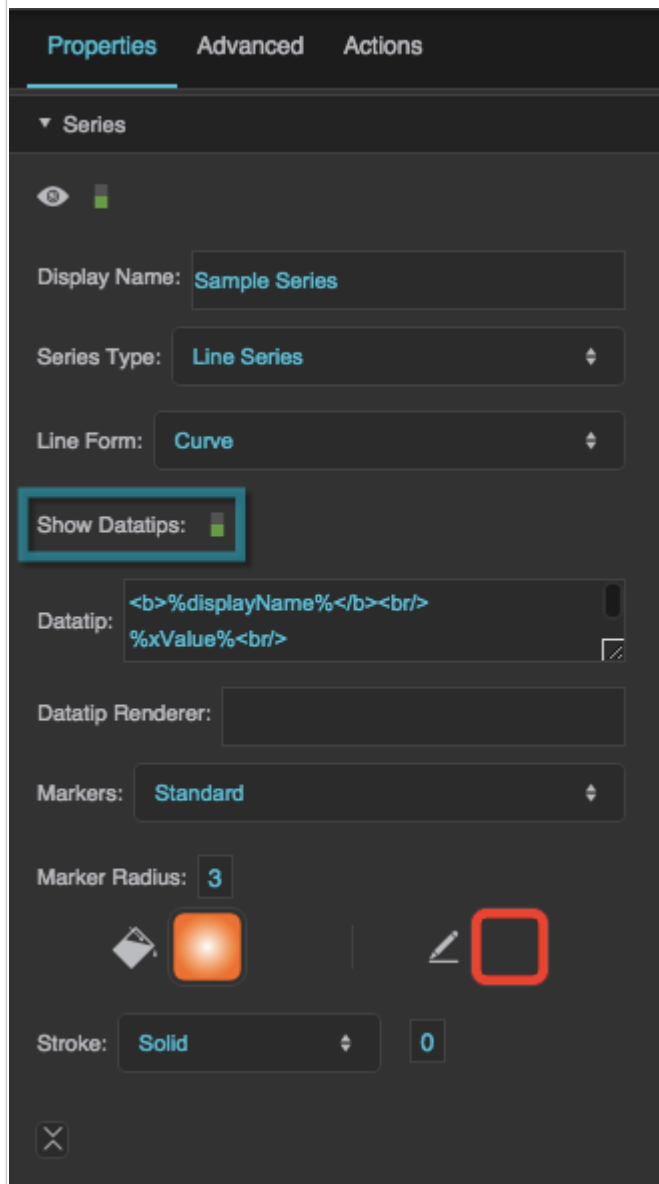 Properties Advanced Actions
Series
Display Name: Sample Series
Series Type: Line Series
Line Form: Curve
Show Datatips:
Datatip: <b>%displayName%</b><br/>
%xValue%<br/>
Datatip Renderer:
Markers: Standard
Marker Radius: 3
Stroke: Solid 0